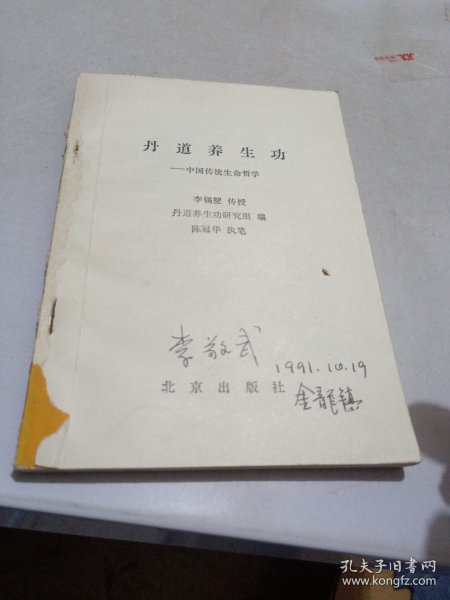 丹道养生功
——中国传统生命哲学
李锡堃 传授
丹道养生功研究组 编
陈冠华 执笔
李敬武
1991.10.19
北京出版社
金龍鎮
孔夫子旧书网
www.kongfz.com